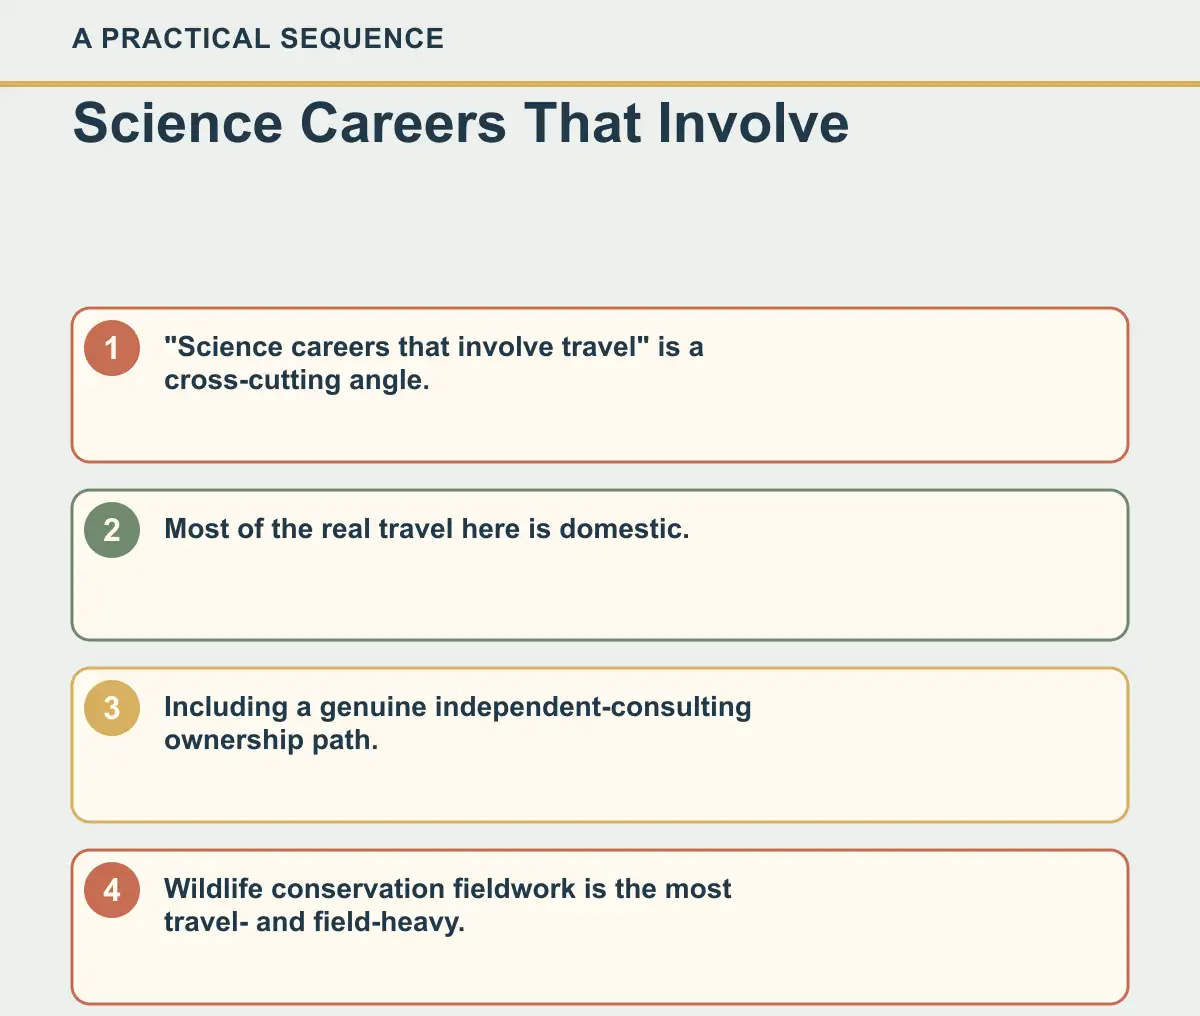 A PRACTICAL SEQUENCE
Science Careers That Involve
1
"Science careers that involve travel" is a
cross-cutting angle.
2
Most of the real travel here is domestic.
3
Including a genuine independent-consulting
ownership path.
4
Wildlife conservation fieldwork is the most
travel- and field-heavy.